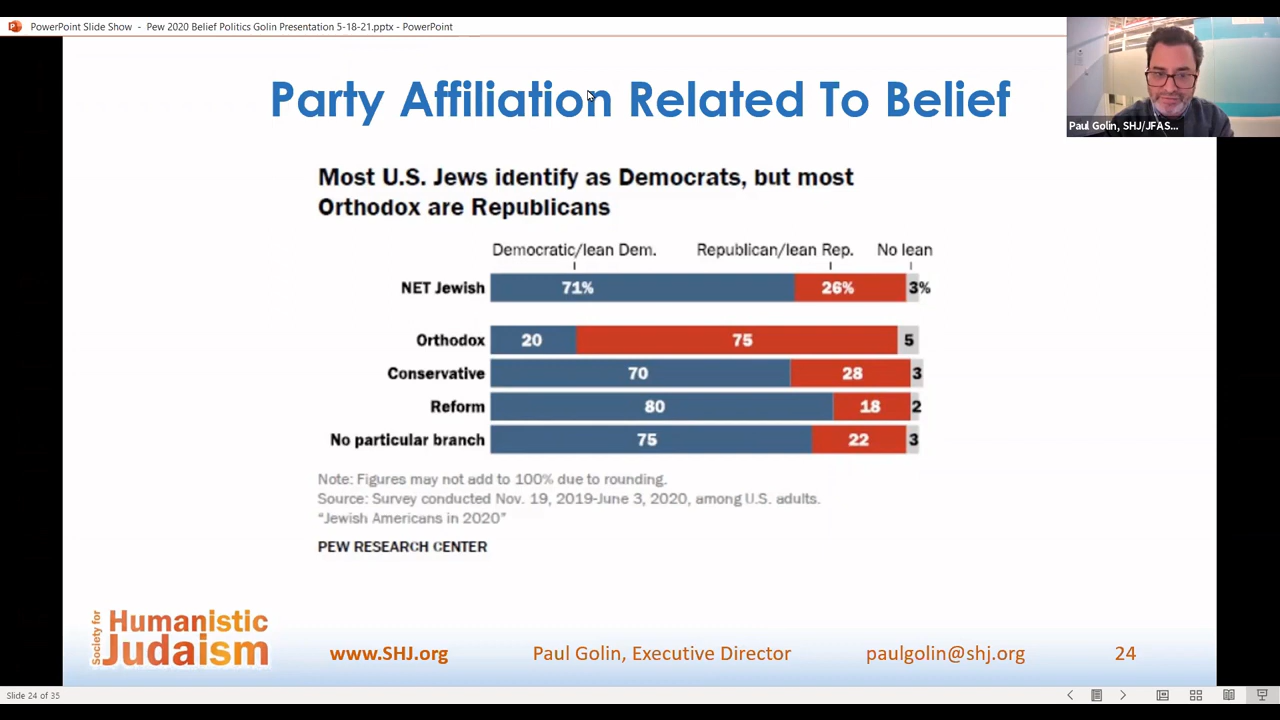 PowerPoint Slide Show - Pew 2020 Belief Politics Golin Presentation 5-18-21.pptx - PowerPoint
Paul Golin, SHJ/JFAS...
Party Affiliation Related To Belief
Most U.S. Jews identify as Democrats, but most
Orthodox are Republicans
Democratic/lean Dem. Republican/lean Rep. No lean
NET Jewish 71% 26% 3%
Orthodox 20 75 5
Conservative 70 28 3
Reform 80 18 2
No particular branch 75 22 3
Note: Figures may not add to 100% due to rounding.
Source: Survey conducted Nov. 19, 2019-June 3, 2020, among U.S. adults.
“Jewish Americans in 2020”
PEW RESEARCH CENTER
Society for
Humanistic
Judaism
www.SHJ.org Paul Golin, Executive Director paulgolin@shj.org 24
Slide 24 of 35